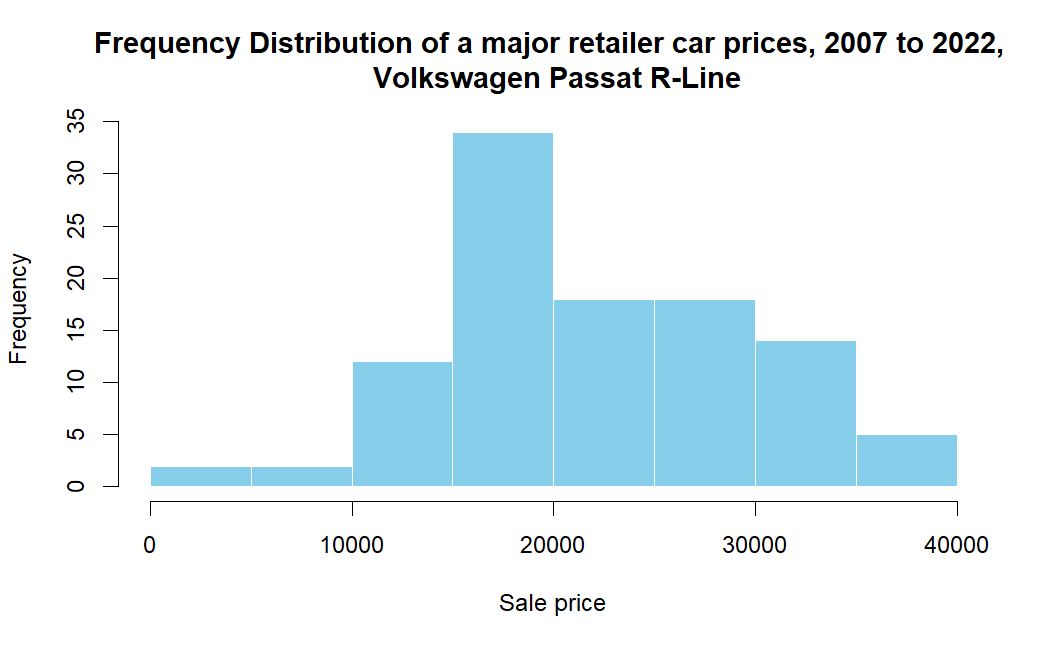 Frequency Distribution of a major retailer car prices, 2007 to 2022,
Volkswagen Passat R-Line
35
30
25
20
15
10
5
0
Frequency
0 10000 20000 30000 40000
Sale price